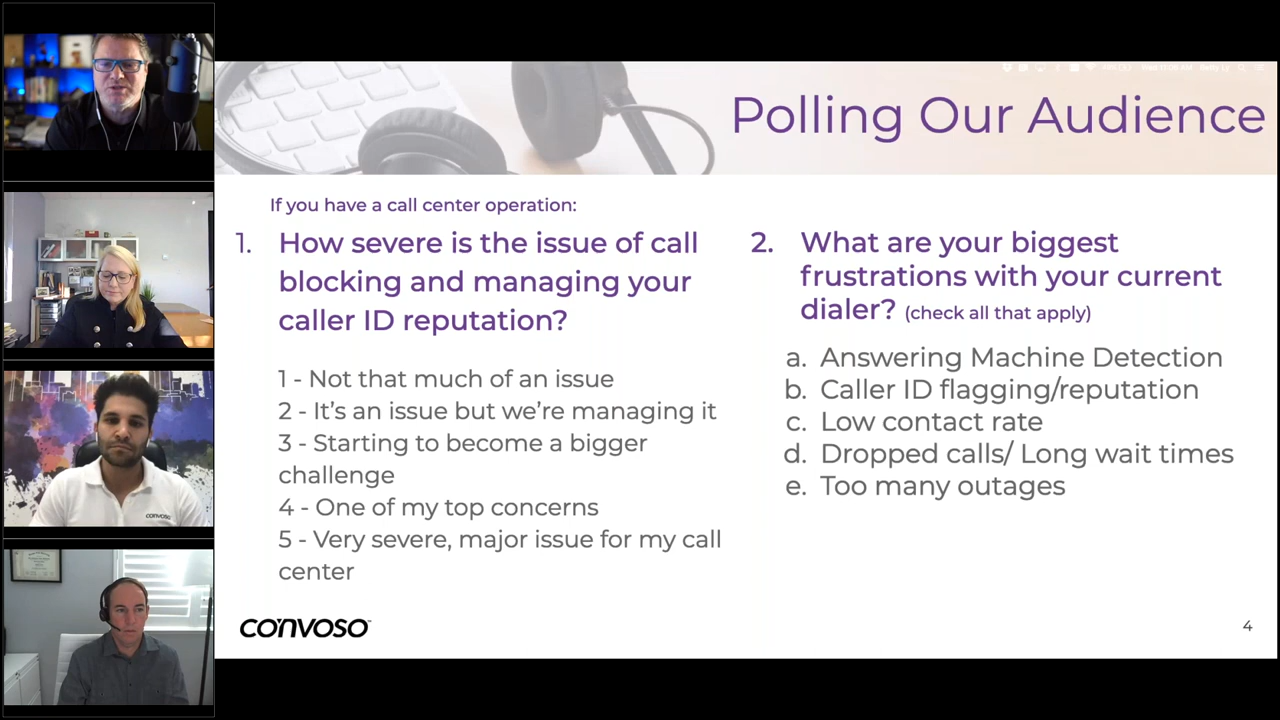 Polling Our Audience
If you have a call center operation:
1. How severe is the issue of call
blocking and managing your
caller ID reputation?
1 - Not that much of an issue
2 - It’s an issue but we’re managing it
3 - Starting to become a bigger
challenge
4 - One of my top concerns
5 - Very severe, major issue for my call
center
2. What are your biggest
frustrations with your current
dialer? (check all that apply)
a. Answering Machine Detection
b. Caller ID flagging/reputation
c. Low contact rate
d. Dropped calls/ Long wait times
e. Too many outages
CONVOSO
4
convoso